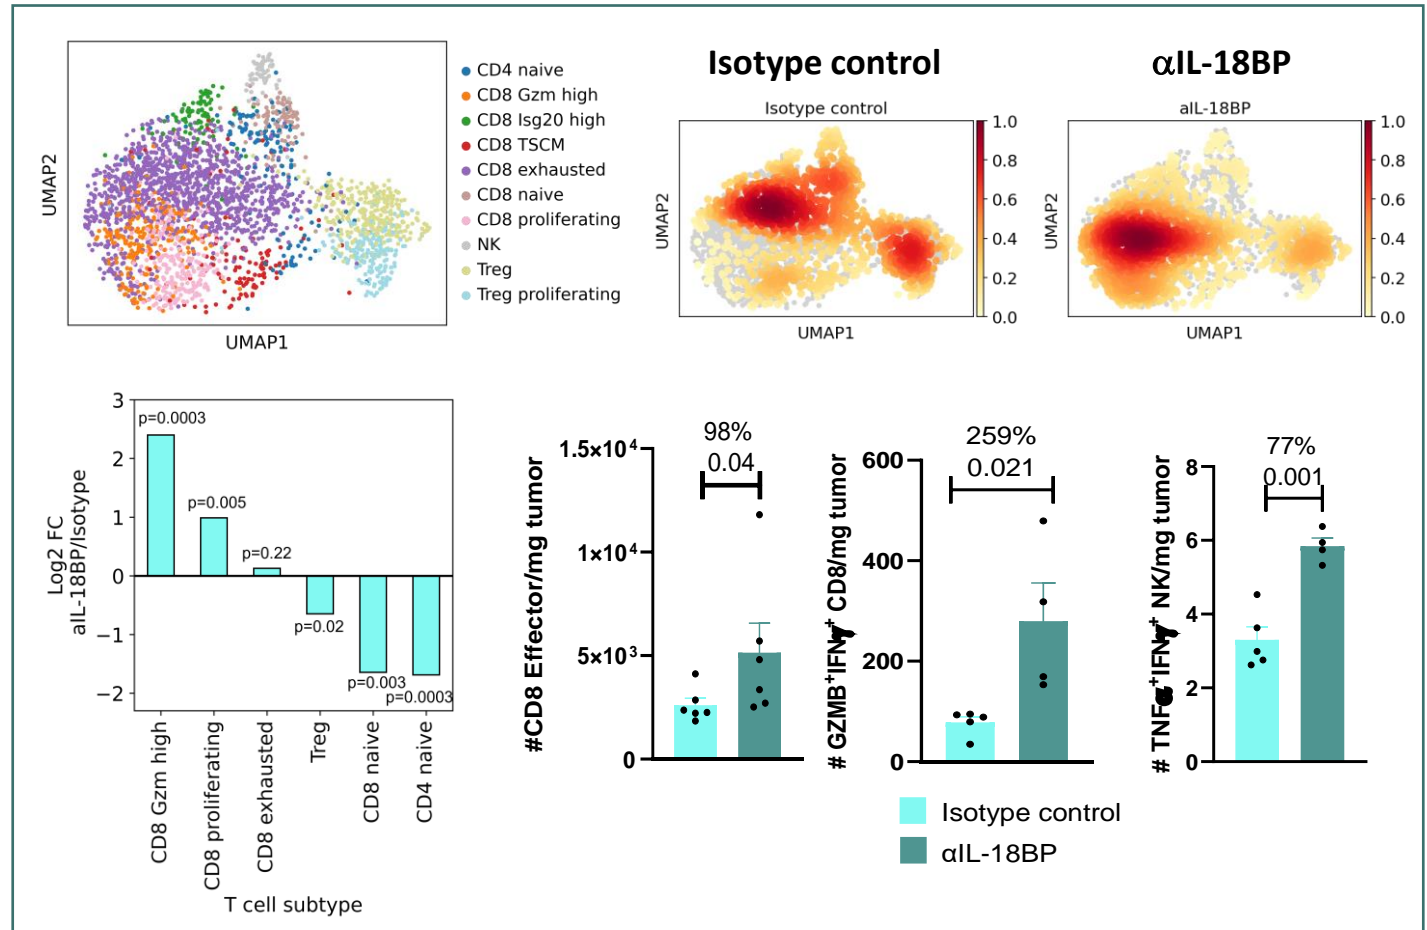 UMAP2
UMAP1
CD4 naive
CD8 Gzm high
CD8 Isg20 high
CD8 TSCM
CD8 exhausted
CD8 naive
CD8 proliferating
NK
Treg
Treg proliferating
Isotype control
Isotype control
UMAP2
UMAP1
1.0
0.8
0.6
0.4
0.2
0.0
αIL-18BP
aIL-18BP
UMAP2
UMAP1
1.0
0.8
0.6
0.4
0.2
0.0
Log2 FC
aIL-18BP/Isotype
3
2
1
0
−1
−2
p=0.0003
p=0.005
p=0.22
p=0.02
p=0.003
p=0.0003
CD8 Gzm high
CD8 proliferating
CD8 exhausted
Treg
CD8 naive
CD4 naive
T cell subtype
#CD8 Effector/mg tumor
1.5×10⁴
1×10⁴
5×10³
0
98%
0.04
# GZMB⁺IFNγ⁺ CD8/mg tumor
600
400
200
0
259%
0.021
# TNFα⁺IFNγ⁺ NK/mg tumor
8
6
4
2
0
77%
0.001
Isotype control
αIL-18BP